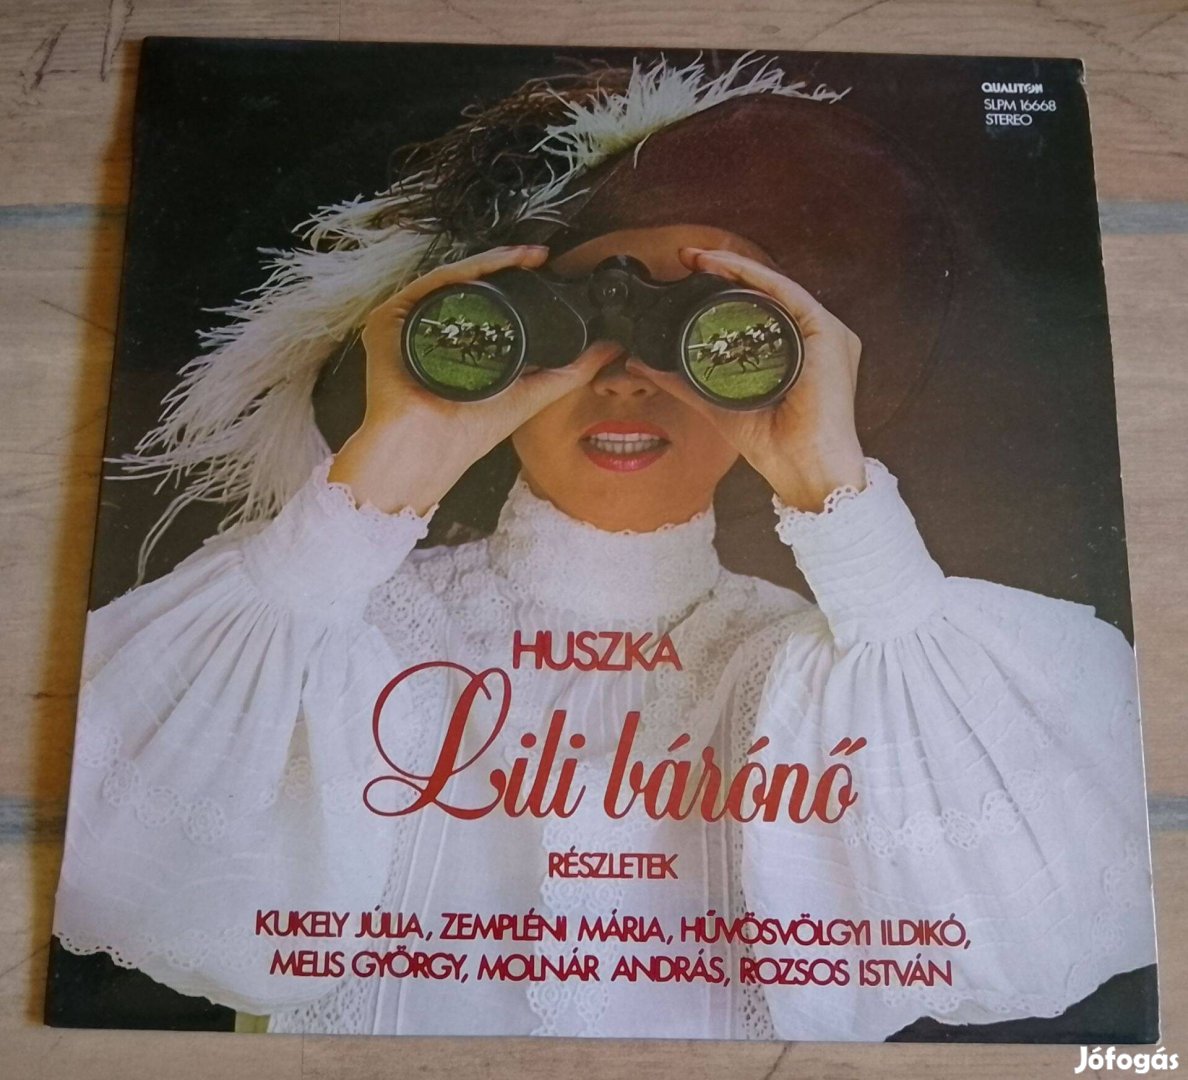 QUALITON
SLPM 16668
STEREO
HUSZKA
Lili bárónő
RÉSZLETEK
KUKELY JÚLIA, ZEMPLÉNI MÁRIA, HŰVÖSVÖLGYI ILDIKÓ,
MELIS GYÖRGY, MOLNÁR ANDRÁS, ROZSOS ISTVÁN
Jófogás